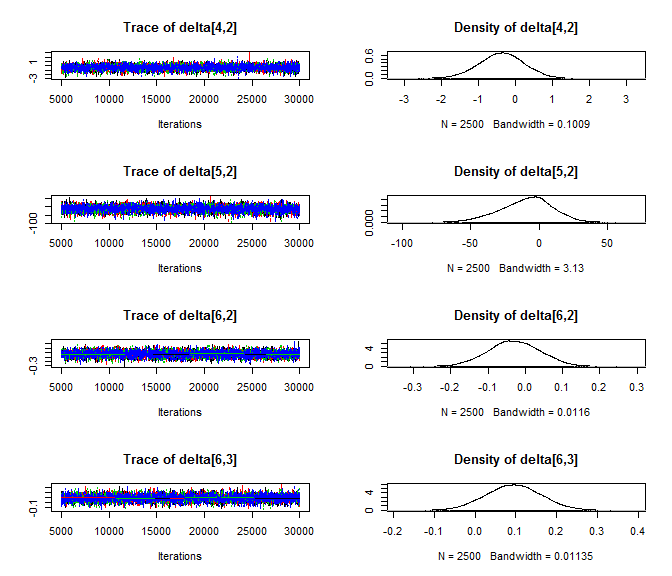 Trace of delta[4,2]
-3 1
5000 10000 15000 20000 25000 30000
Iterations
Density of delta[4,2]
0.0 0.6
-3 -2 -1 0 1 2 3
N = 2500 Bandwidth = 0.1009
Trace of delta[5,2]
-100
5000 10000 15000 20000 25000 30000
Iterations
Density of delta[5,2]
0.000
-100 -50 0 50
N = 2500 Bandwidth = 3.13
Trace of delta[6,2]
-0.3
5000 10000 15000 20000 25000 30000
Iterations
Density of delta[6,2]
0 4
-0.3 -0.2 -0.1 0.0 0.1 0.2 0.3
N = 2500 Bandwidth = 0.0116
Trace of delta[6,3]
-0.1
5000 10000 15000 20000 25000 30000
Iterations
Density of delta[6,3]
0 4
-0.2 -0.1 0.0 0.1 0.2 0.3 0.4
N = 2500 Bandwidth = 0.01135